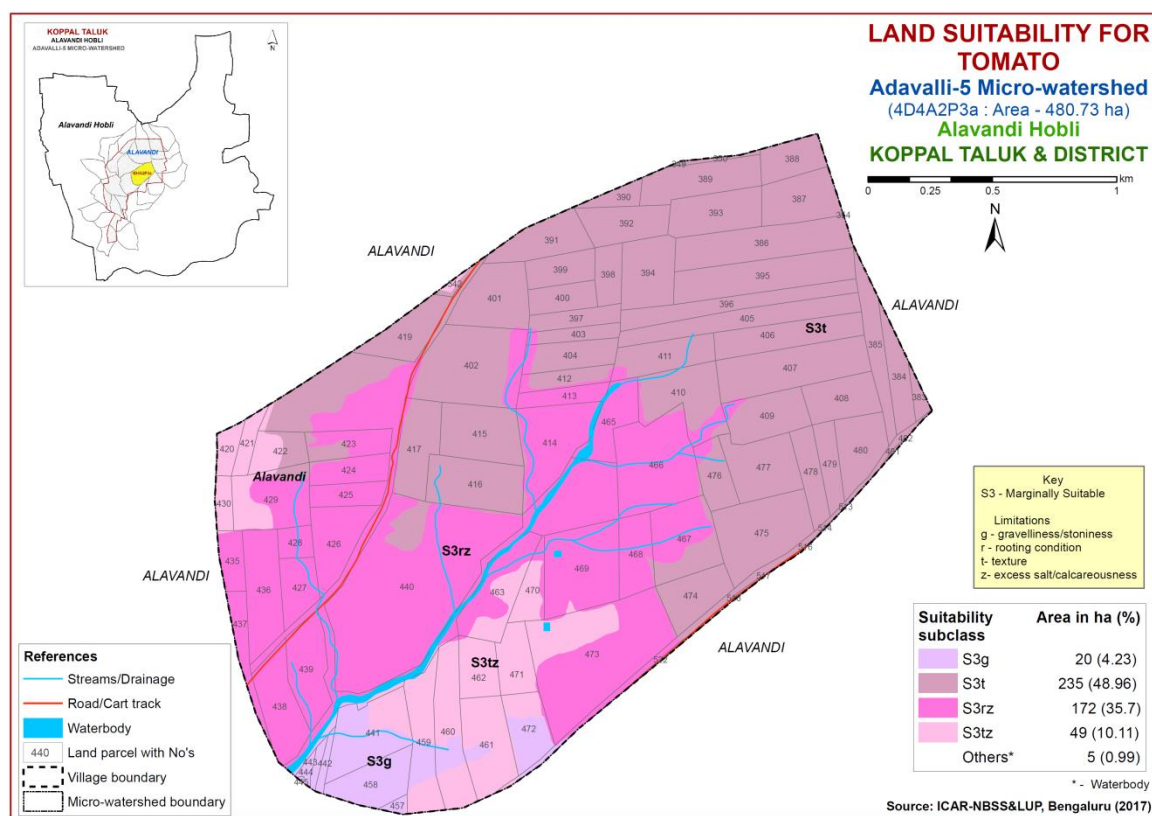 KOPPAL TALUK
ALAVANDI HOBLI
ADAVALLI-5 MICRO-WATERSHED
N
Alavandi Hobli
ALAVANDI
LAND SUITABILITY FOR
TOMATO
Adavalli-5 Micro-watershed
(4D4A2P3a : Area - 480.73 ha)
Alavandi Hobli
KOPPAL TALUK & DISTRICT
0 0.25 0.5 1 km
N
ALAVANDI
ALAVANDI
ALAVANDI
ALAVANDI
388
389
390
387
393
392
391
386
399
398
394
395
401
400
396
397
405
403
406
S3t
419
402
404
411
385
412
407
384
410
413
408
409
465
420
421
422
423
417
415
414
480
424
Alavandi
466
476
477
478
479
416
425
430
429
475
428
426
S3rz
467
468
435
436
427
440
469
463
470
474
437
439
473
S3tz
462
471
438
460
472
441
459
461
443
442
444
S3g
458
457
Key
S3 - Marginally Suitable
Limitations
g - gravelliness/stoniness
r - rooting condition
t- texture
z- excess salt/calcareousness
Suitability subclass Area in ha (%)
S3g 20 (4.23)
S3t 235 (48.96)
S3rz 172 (35.7)
S3tz 49 (10.11)
Others* 5 (0.99)
* - Waterbody
Source: ICAR-NBSS&LUP, Bengaluru (2017)
References
Streams/Drainage
Road/Cart track
Waterbody
440 Land parcel with No's
Village boundary
Micro-watershed boundary